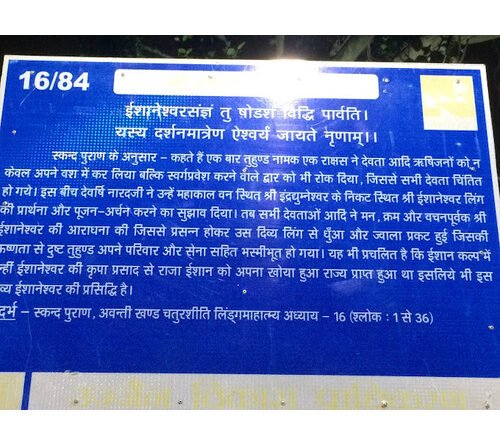 16/84
ईशानेश्वरसंज्ञं तु षोडशं विद्धि पार्वति।
यस्य दर्शनमात्रेण ऐश्वर्यं जायते नृणाम्।।
स्कन्द पुराण के अनुसार – कहते हैं एक बार तुहुण्ड नामक एक राक्षस ने देवता आदि ऋषिजनों को न
केवल अपने वश में कर लिया बल्कि स्वर्गप्रवेश करने वाले द्वार को भी रोक दिया, जिससे सभी देवता चिंतित
हो गये। इस बीच देवर्षि नारदजी ने उन्हें महाकाल वन स्थित श्री इंद्रद्युम्नेश्वर के निकट स्थित श्री ईशानेश्वर लिंग
की प्रार्थना और पूजन-अर्चन करने का सुझाव दिया। तब सभी देवताओं आदि ने मन, क्रम और वचनपूर्वक श्री
ईशानेश्वर की आराधना की जिससे प्रसन्न होकर उस दिव्य लिंग से धुँआ और ज्वाला प्रकट हुई जिसकी
ऊष्णता से दुष्ट तुहुण्ड अपने परिवार और सेना सहित भस्मीभूत हो गया। यह भी प्रचलित है कि ईशान कल्प में
न्हीं ईशानेश्वर की कृपा प्रसाद से राजा ईशान को अपना खोया हुआ राज्य प्राप्त हुआ था इसलिये भी इस
व्य ईशानेश्वर की प्रसिद्धि है।
दर्भ – स्कन्द पुराण, अवन्ती खण्ड चतुरशीति लिंङ्गमाहात्म्य अध्याय – 16 (श्लोक : 1 से 36)